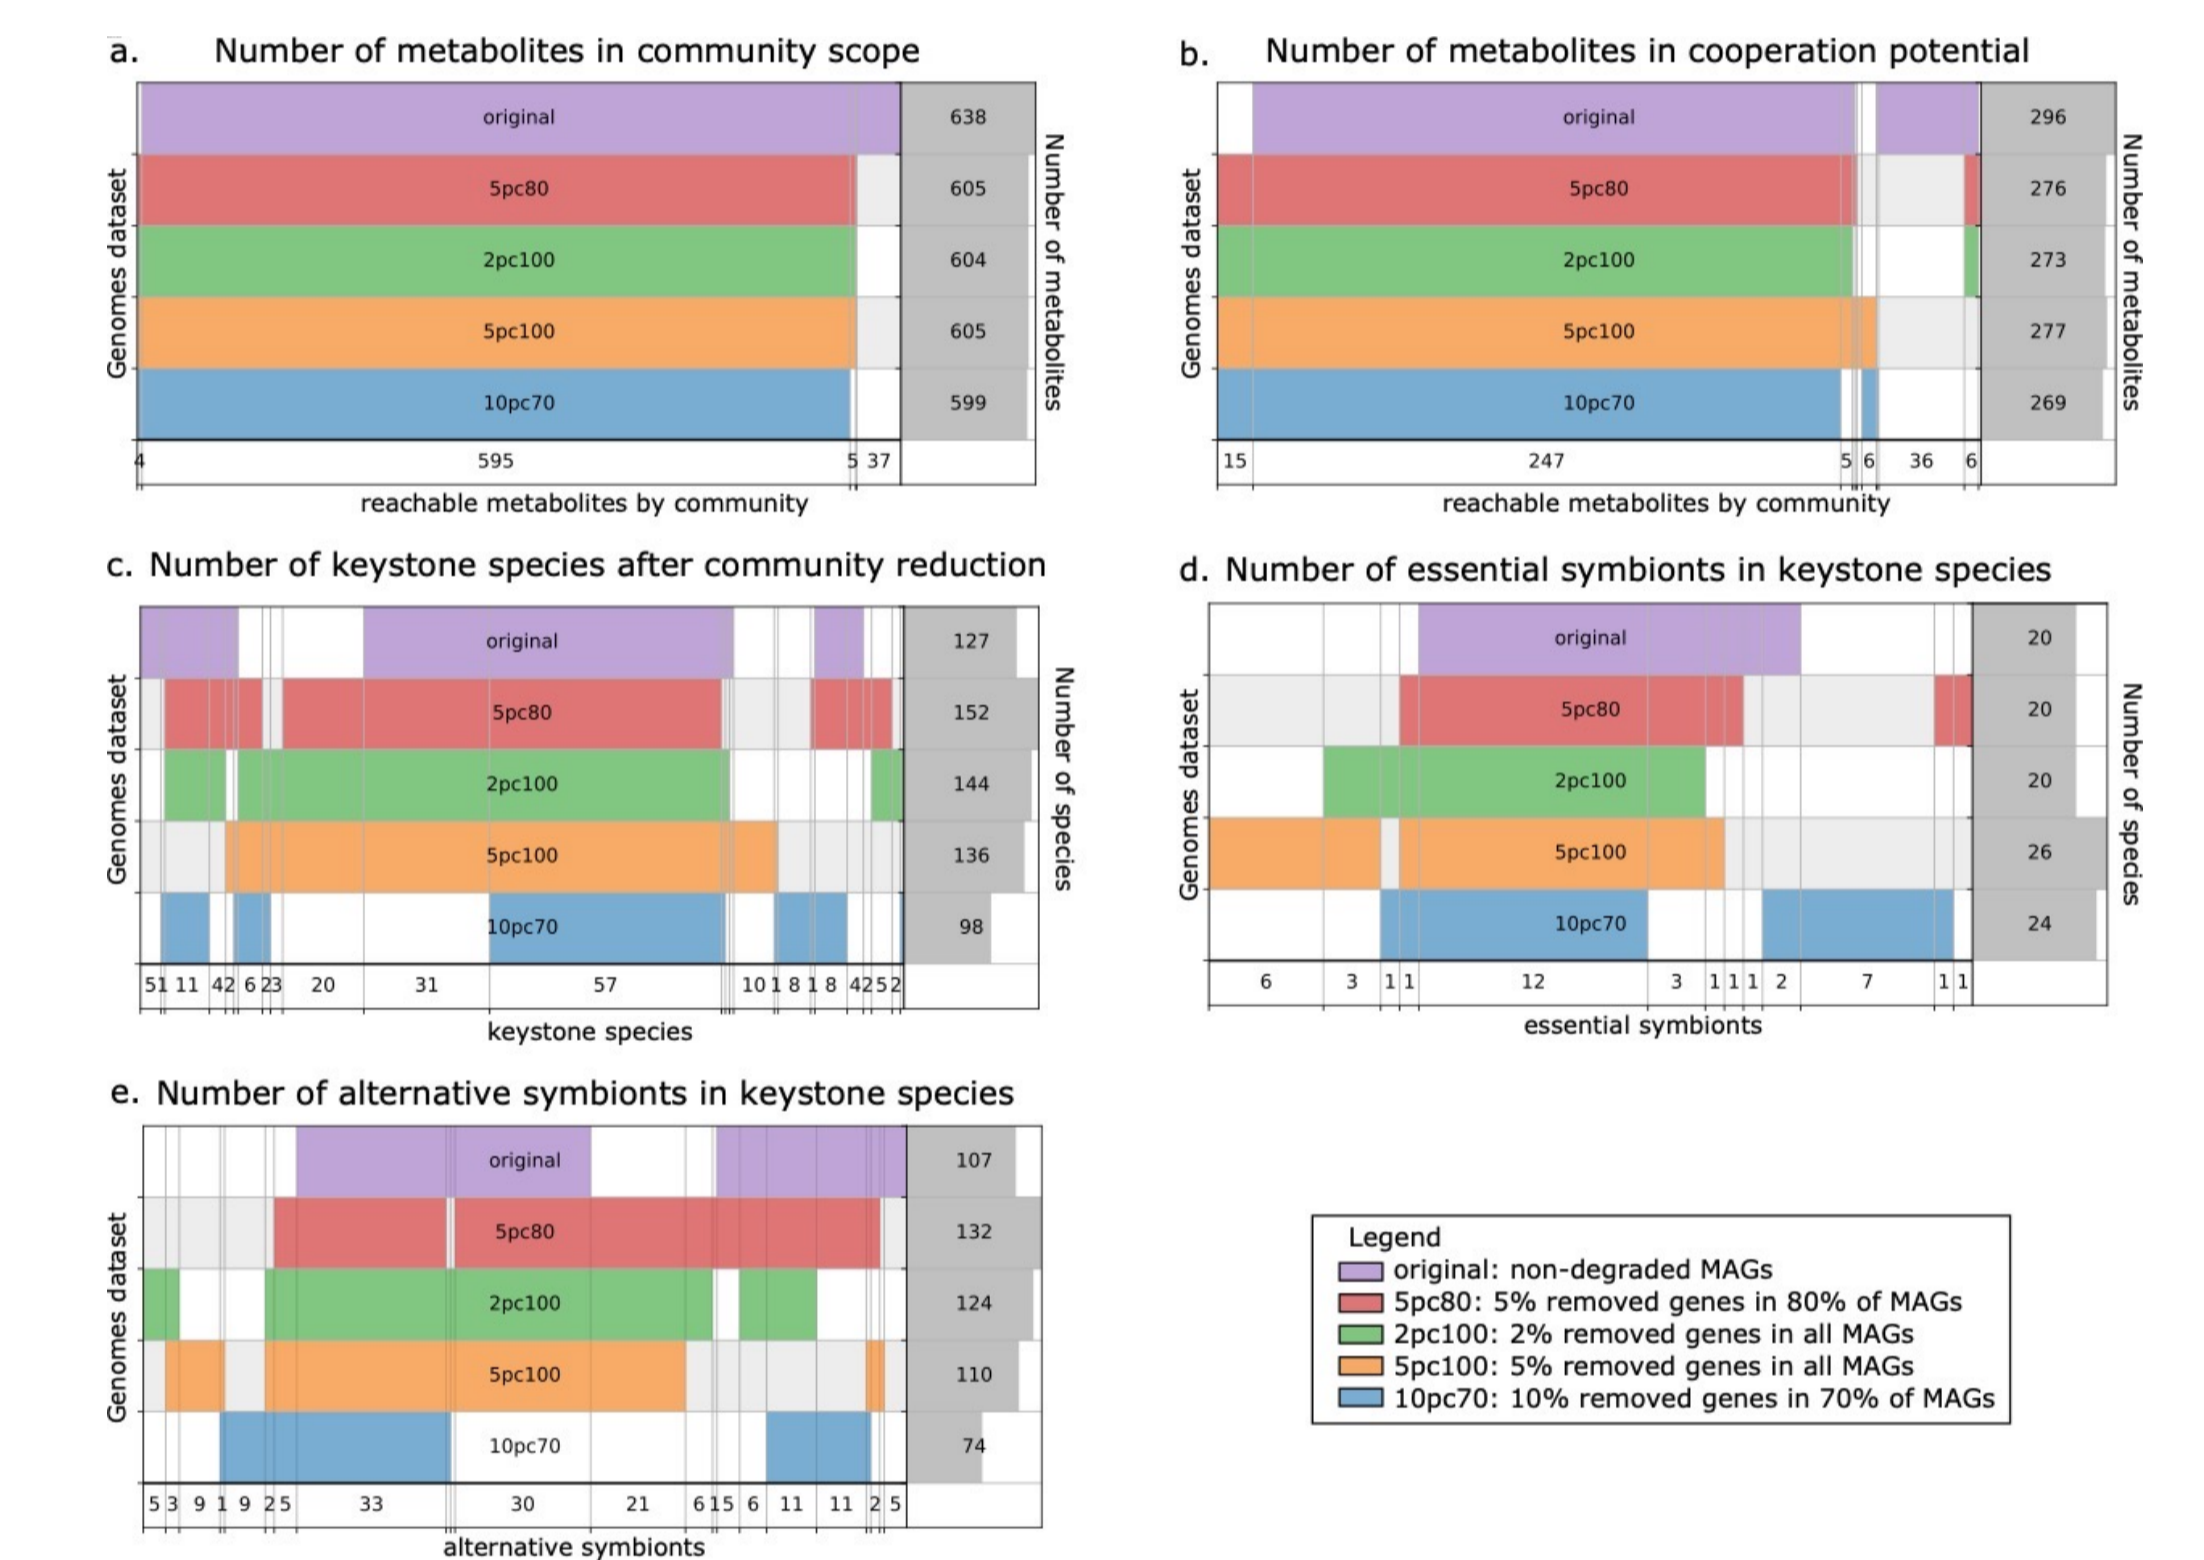 a. Number of metabolites in community scope
Genomes dataset
original 638
5pc80 605
2pc100 604
5pc100 605
10pc70 599
Number of metabolites
4 595 5 37
reachable metabolites by community
b. Number of metabolites in cooperation potential
Genomes dataset
original 296
5pc80 276
2pc100 273
5pc100 277
10pc70 269
Number of metabolites
15 247 5 6 36 6
reachable metabolites by community
c. Number of keystone species after community reduction
Genomes dataset
original 127
5pc80 152
2pc100 144
5pc100 136
10pc70 98
Number of species
5 1 11 4 2 6 2 3 20 31 57 10 1 8 1 8 4 2 5 2
keystone species
d. Number of essential symbionts in keystone species
Genomes dataset
original 20
5pc80 20
2pc100 20
5pc100 26
10pc70 24
Number of species
6 3 1 1 12 3 1 1 1 2 7 1 1
essential symbionts
e. Number of alternative symbionts in keystone species
Genomes dataset
original 107
5pc80 132
2pc100 124
5pc100 110
10pc70 74
5 3 9 1 9 2 5 33 30 21 6 1 5 6 11 11 2 5
alternative symbionts
Legend
original: non-degraded MAGs
5pc80: 5% removed genes in 80% of MAGs
2pc100: 2% removed genes in all MAGs
5pc100: 5% removed genes in all MAGs
10pc70: 10% removed genes in 70% of MAGs